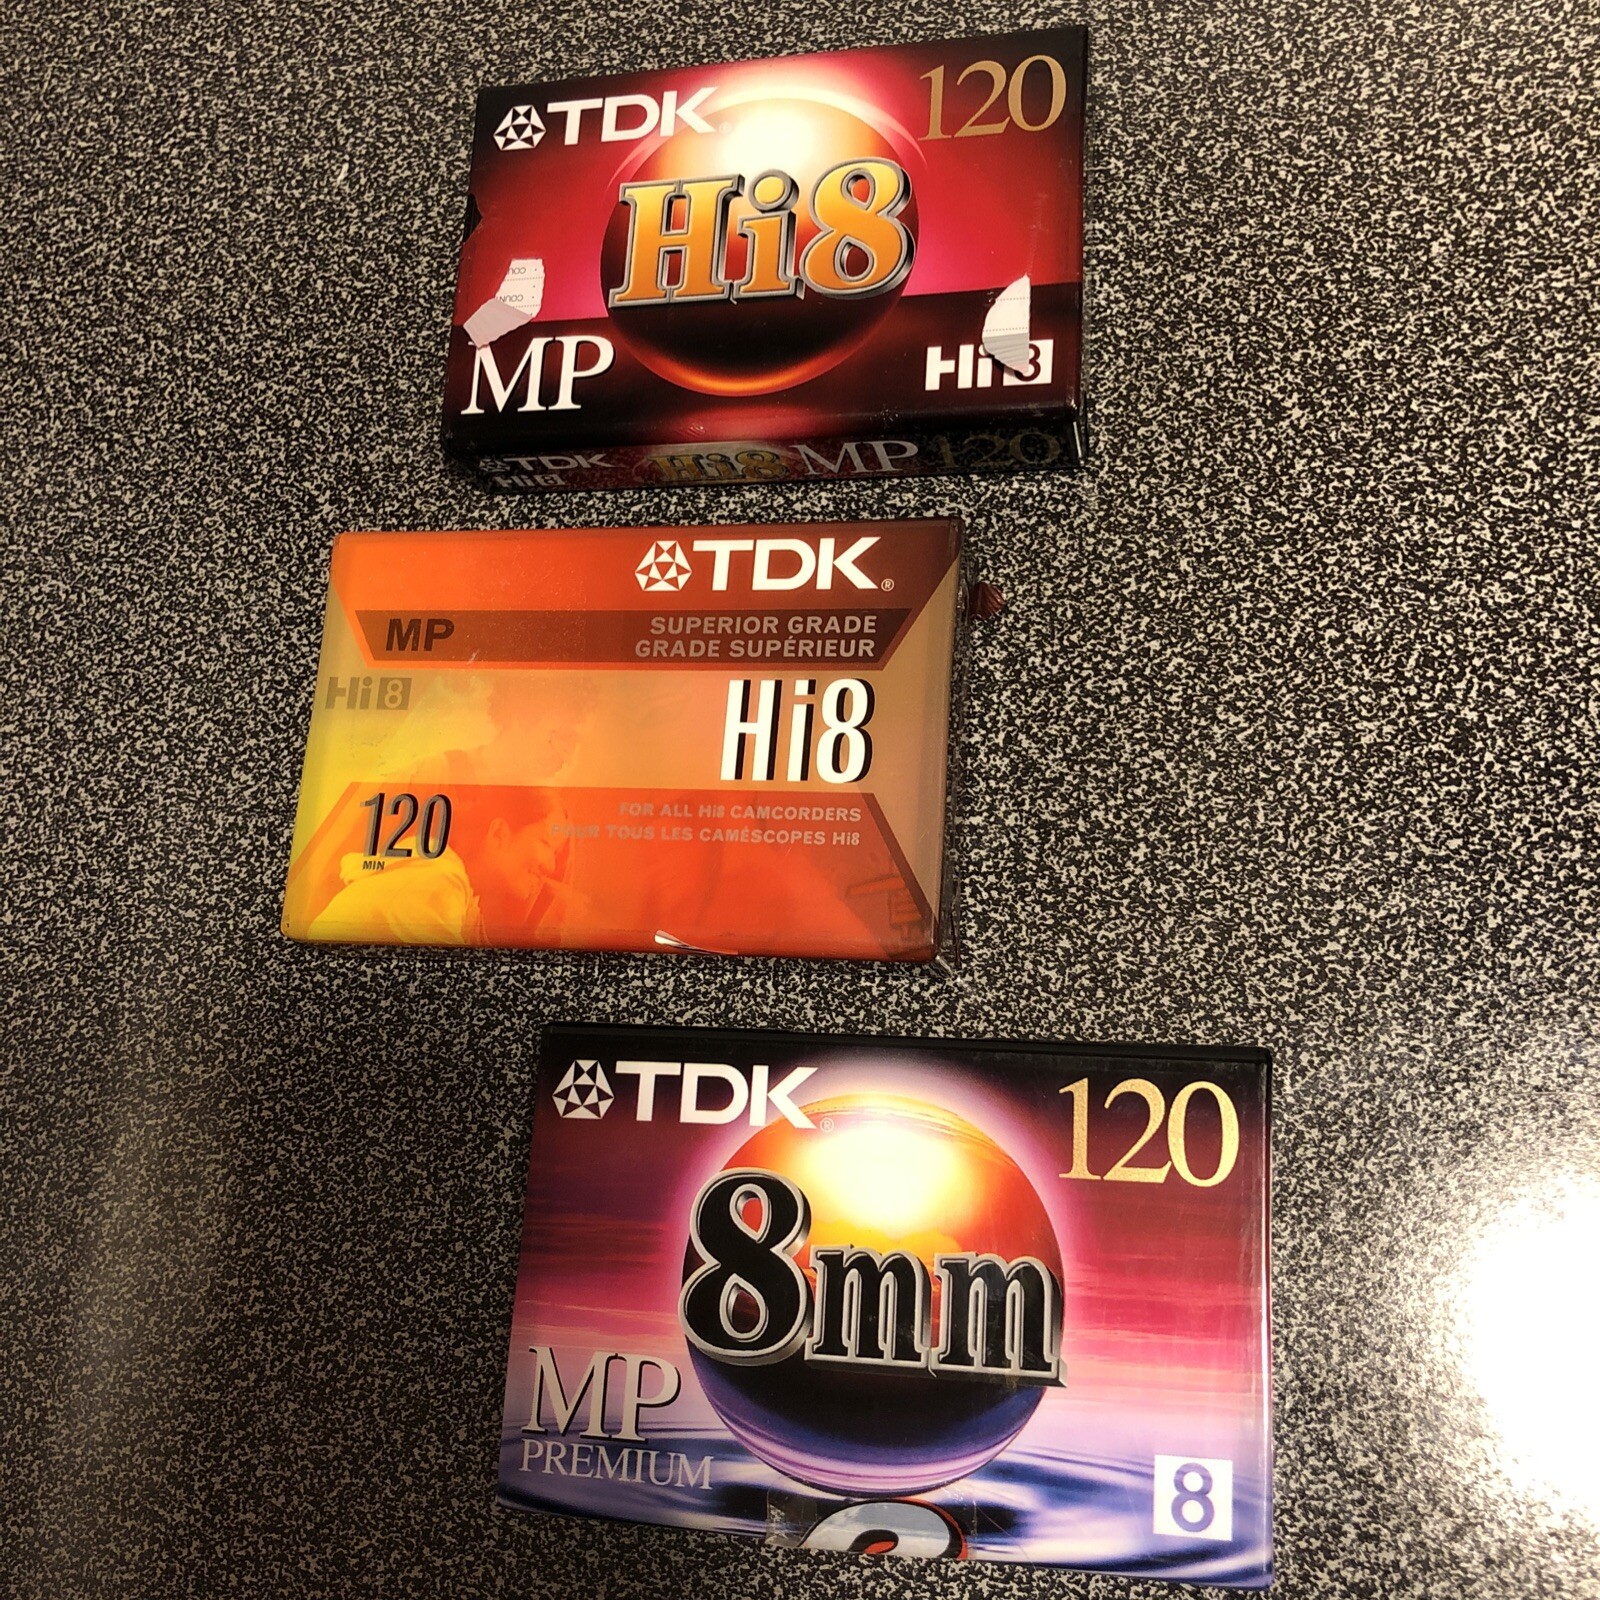 TDK 120
Hi8
MP Hi8
TDK Hi8 MP 120
Hi8
TDK®
MP SUPERIOR GRADE
GRADE SUPÉRIEUR
Hi8
Hi8
120
MIN
FOR ALL Hi8 CAMCORDERS
POUR TOUS LES CAMÉSCOPES Hi8
TDK® 120
8mm
MP
PREMIUM
8